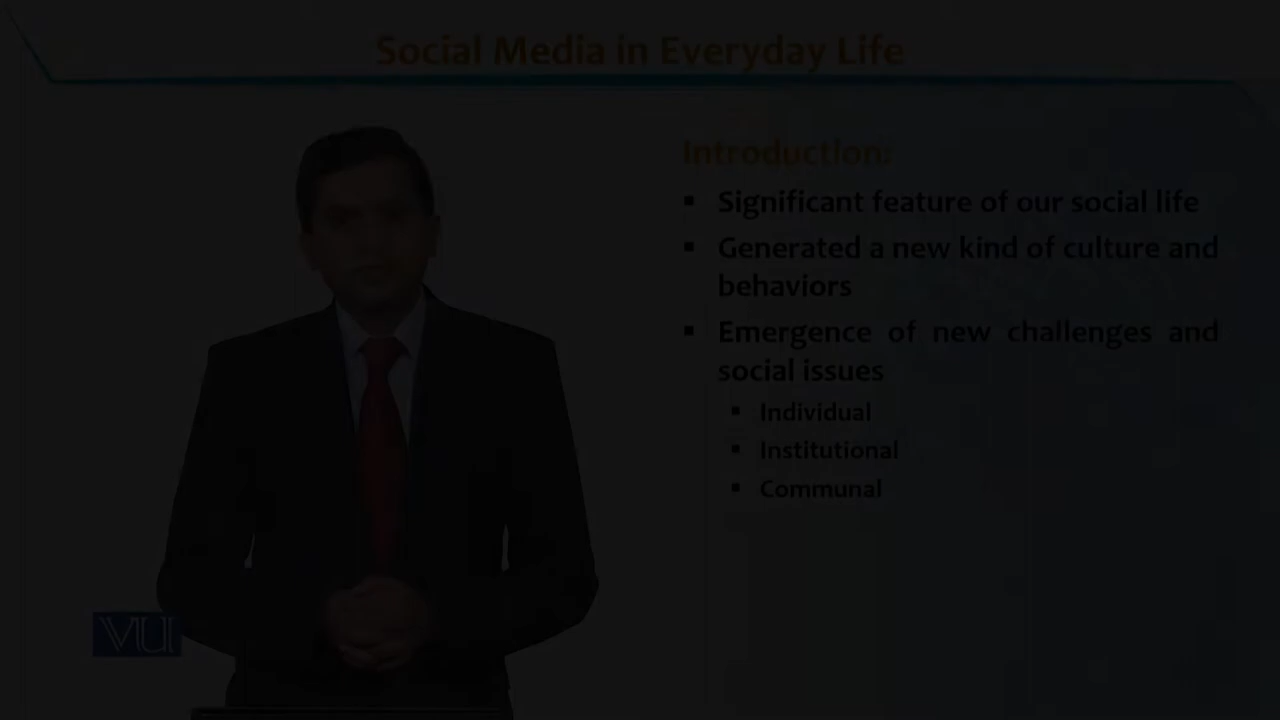 Social Media in Everyday Life
Introduction:
▪ Significant feature of our social life
▪ Generated a new kind of culture and
behaviors
▪ Emergence of new challenges and
social issues
▪ Individual
▪ Institutional
▪ Communal
VU